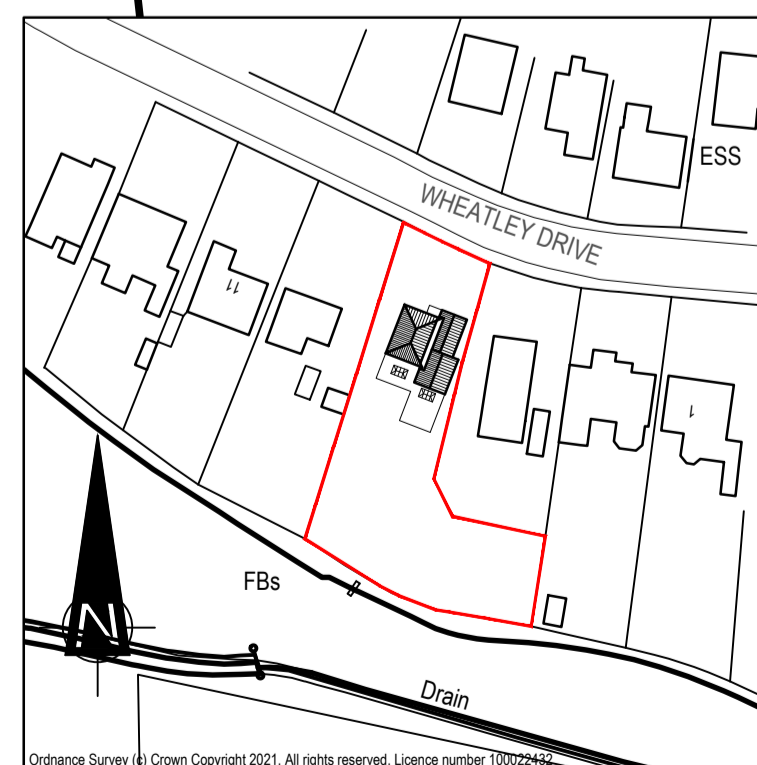 ESS
WHEATLEY DRIVE
11
1
FBs
N
Drain
Ordnance Survey (c) Crown Copyright 2021. All rights reserved. Licence number 100022432